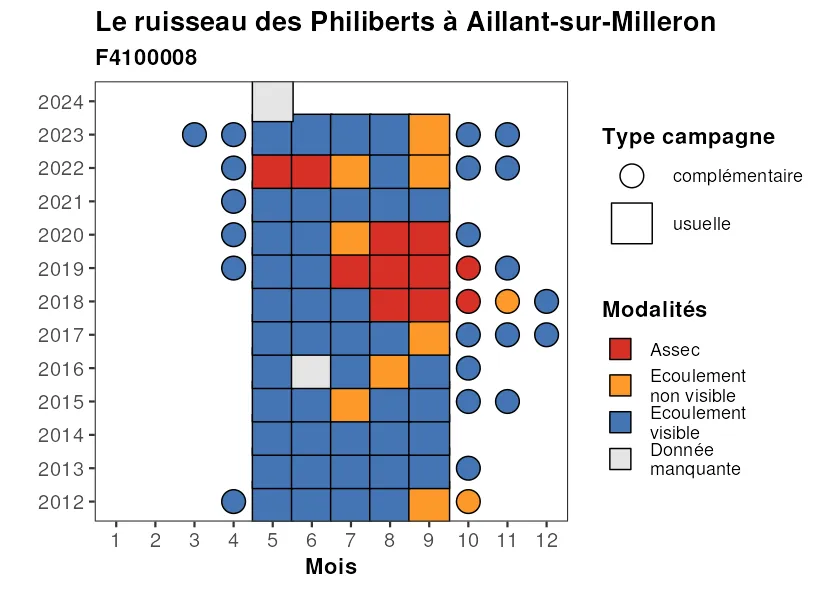 Le ruisseau des Philiberts à Aillant-sur-Milleron
F4100008
2024
2023
2022
2021
2020
2019
2018
2017
2016
2015
2014
2013
2012
1 2 3 4 5 6 7 8 9 10 11 12
Mois
Type campagne
complémentaire
usuelle
Modalités
Assec
Ecoulement
non visible
Ecoulement
visible
Donnée
manquante